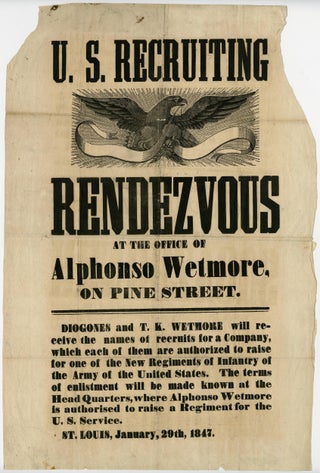 U. S. RECRUITING
RENDEZVOUS
AT THE OFFICE OF
Alphonso Wetmore,
ON PINE STREET.
DIOGONES and T. K. WETMORE will re-
ceive the names of recruits for a Company,
which each of them are authorized to raise
for one of the New Regiments of Infantry of
the Army of the United States. The terms
of enlistment will be made known at the
Head Quarters, where Alphonso Wetmore
is authorised to raise a Regiment for the
U. S. Service.
ST. LOUIS, January, 29th, 1847.